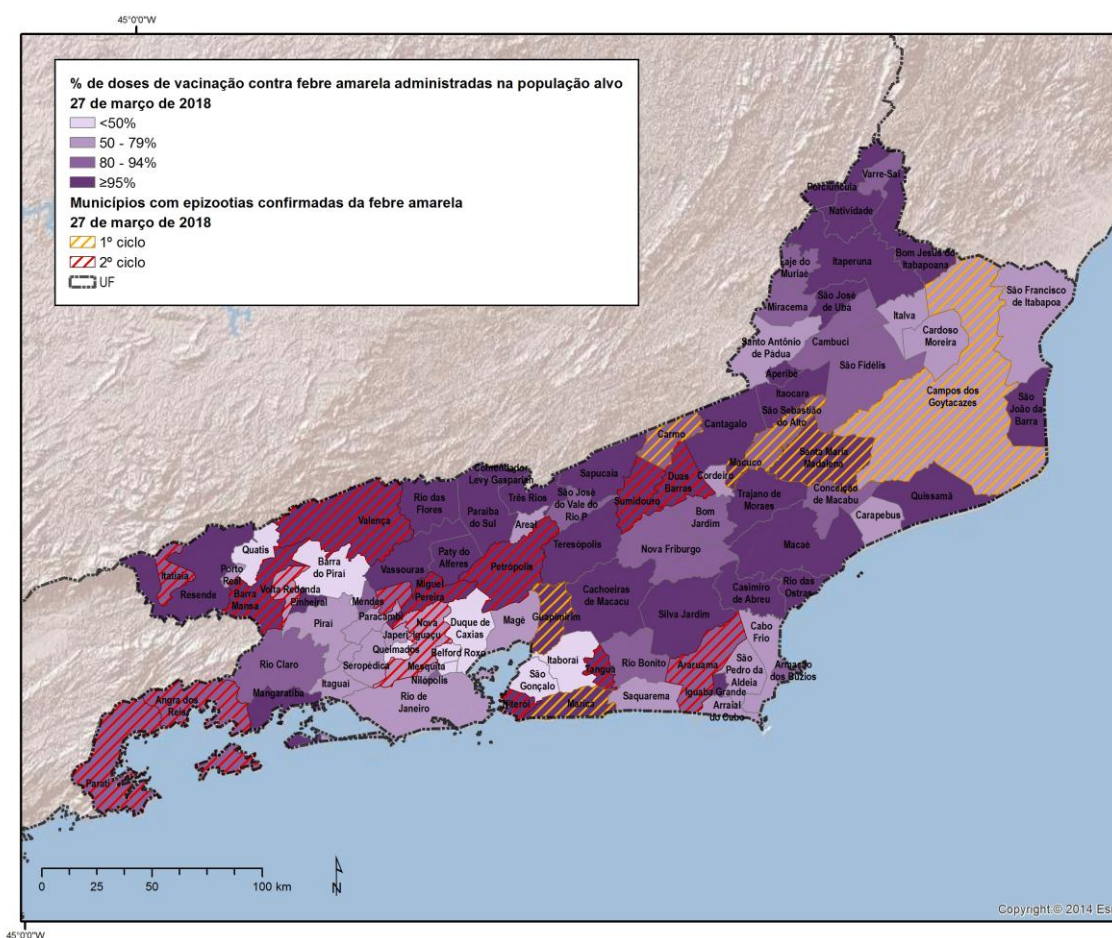 45°0'0"W
% de doses de vacinação contra febre amarela administradas na população alvo
27 de março de 2018
<50%
50 - 79%
80 - 94%
≥95%
Municípios com epizootias confirmadas da febre amarela
27 de março de 2018
1º ciclo
2º ciclo
UF
Varre-Sai
Porciúncula
Natividade
Bom Jesus do
Itabapoana
Laje do
Muriaé
Itaperuna
São Francisco
de Itabapoa
São José
de Ubá
Miracema
Italva
Cardoso
Moreira
Santo Antônio
de Pádua
Cambuci
São Fidélis
Aperibé
Itaocara
Campos dos
Goytacazes
São
João da
Barra
São Sebastião
do Alto
Cantagalo
Carmo
Macuco
Santa Maria
Madalena
Comendador
Levy Gasparian
Sapucaia
Duas
Barras
Cordeiro
Conceição
de Macabu
Quissamã
Rio das
Flores
Três Rios
São José
do Vale do
Rio P
Sumidouro
Trajano de
Moraes
Paraíba
do Sul
Valença
Areal
Bom
Jardim
Carapebus
Teresópolis
Nova Friburgo
Macaé
Quatis
Barra
do Piraí
Paty do
Alferes
Vassouras
Petrópolis
Itatiaia
Resende
Porto
Real
Volta Redonda
Miguel
Pereira
Barra
Mansa
Pinheiral
Mendes
Cachoeiras
de Macacu
Casimiro
de Abreu
Rio das
Ostras
Piraí
Paracambi
Japeri
Nova
Iguaçu
Duque de
Caxias
Magé
Guapimirim
Silva Jardim
Cabo
Frio
Queimados
Belford Roxo
Itaboraí
Rio Claro
Seropédica
Mesquita
Nilópolis
São
Gonçalo
Tanguá
Rio Bonito
Araruama
São
Pedro da
Aldeia
Armação
dos Búzios
Itaguaí
Mangaratiba
Rio de
Janeiro
Niterói
Maricá
Saquarema
Iguaba Grande
Arraial
do Cabo
Angra dos
Reis
Parati
0 25 50 100 km
N
Copyright:© 2014 Es
45°0'0"W